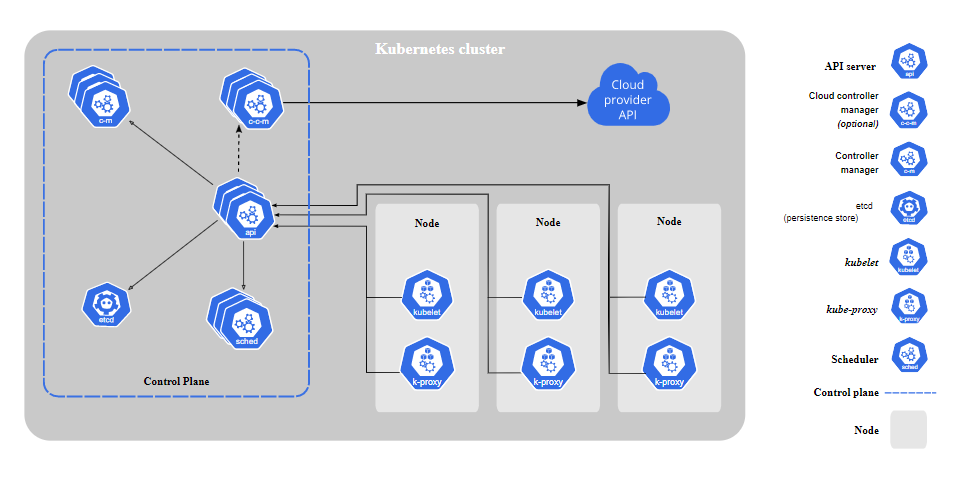 Kubernetes cluster
c-m
c-c-m
Cloud
provider
API
api
etcd
sched
Control Plane
Node
kubelet
k-proxy
Node
kubelet
k-proxy
Node
kubelet
k-proxy
API server
api
Cloud controller
manager
(optional)
c-c-m
Controller
manager
c-m
etcd
(persistence store)
etcd
kubelet
kubelet
kube-proxy
k-proxy
Scheduler
sched
Control plane
Node